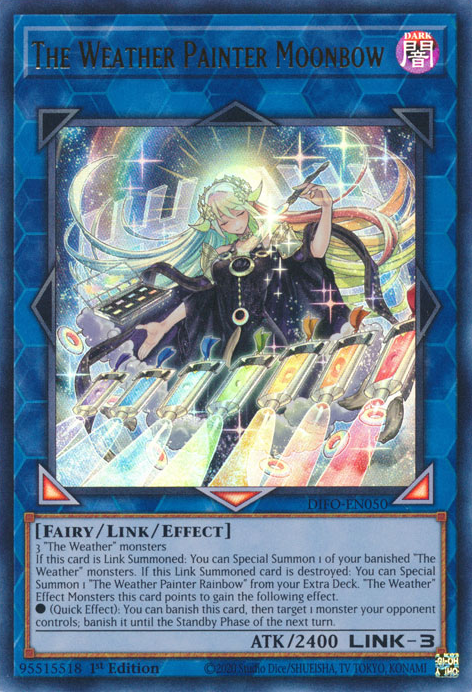 THE WEATHER PAINTER MOONBOW
DARK
闇
DIFO-EN050
[FAIRY/LINK/EFFECT]
3 "The Weather" monsters
If this card is Link Summoned: You can Special Summon 1 of your banished "The
Weather" monsters. If this Link Summoned card is destroyed: You can Special
Summon 1 "The Weather Painter Rainbow" from your Extra Deck. "The Weather"
Effect Monsters this card points to gain the following effect.
● (Quick Effect): You can banish this, then target 1 monster your opponent
controls; banish it until the Standby Phase of the next turn.
ATK/2400 LINK-3
95515518 1st Edition ©2020 Studio Dice/SHUEISHA, TV TOKYO, KONAMI